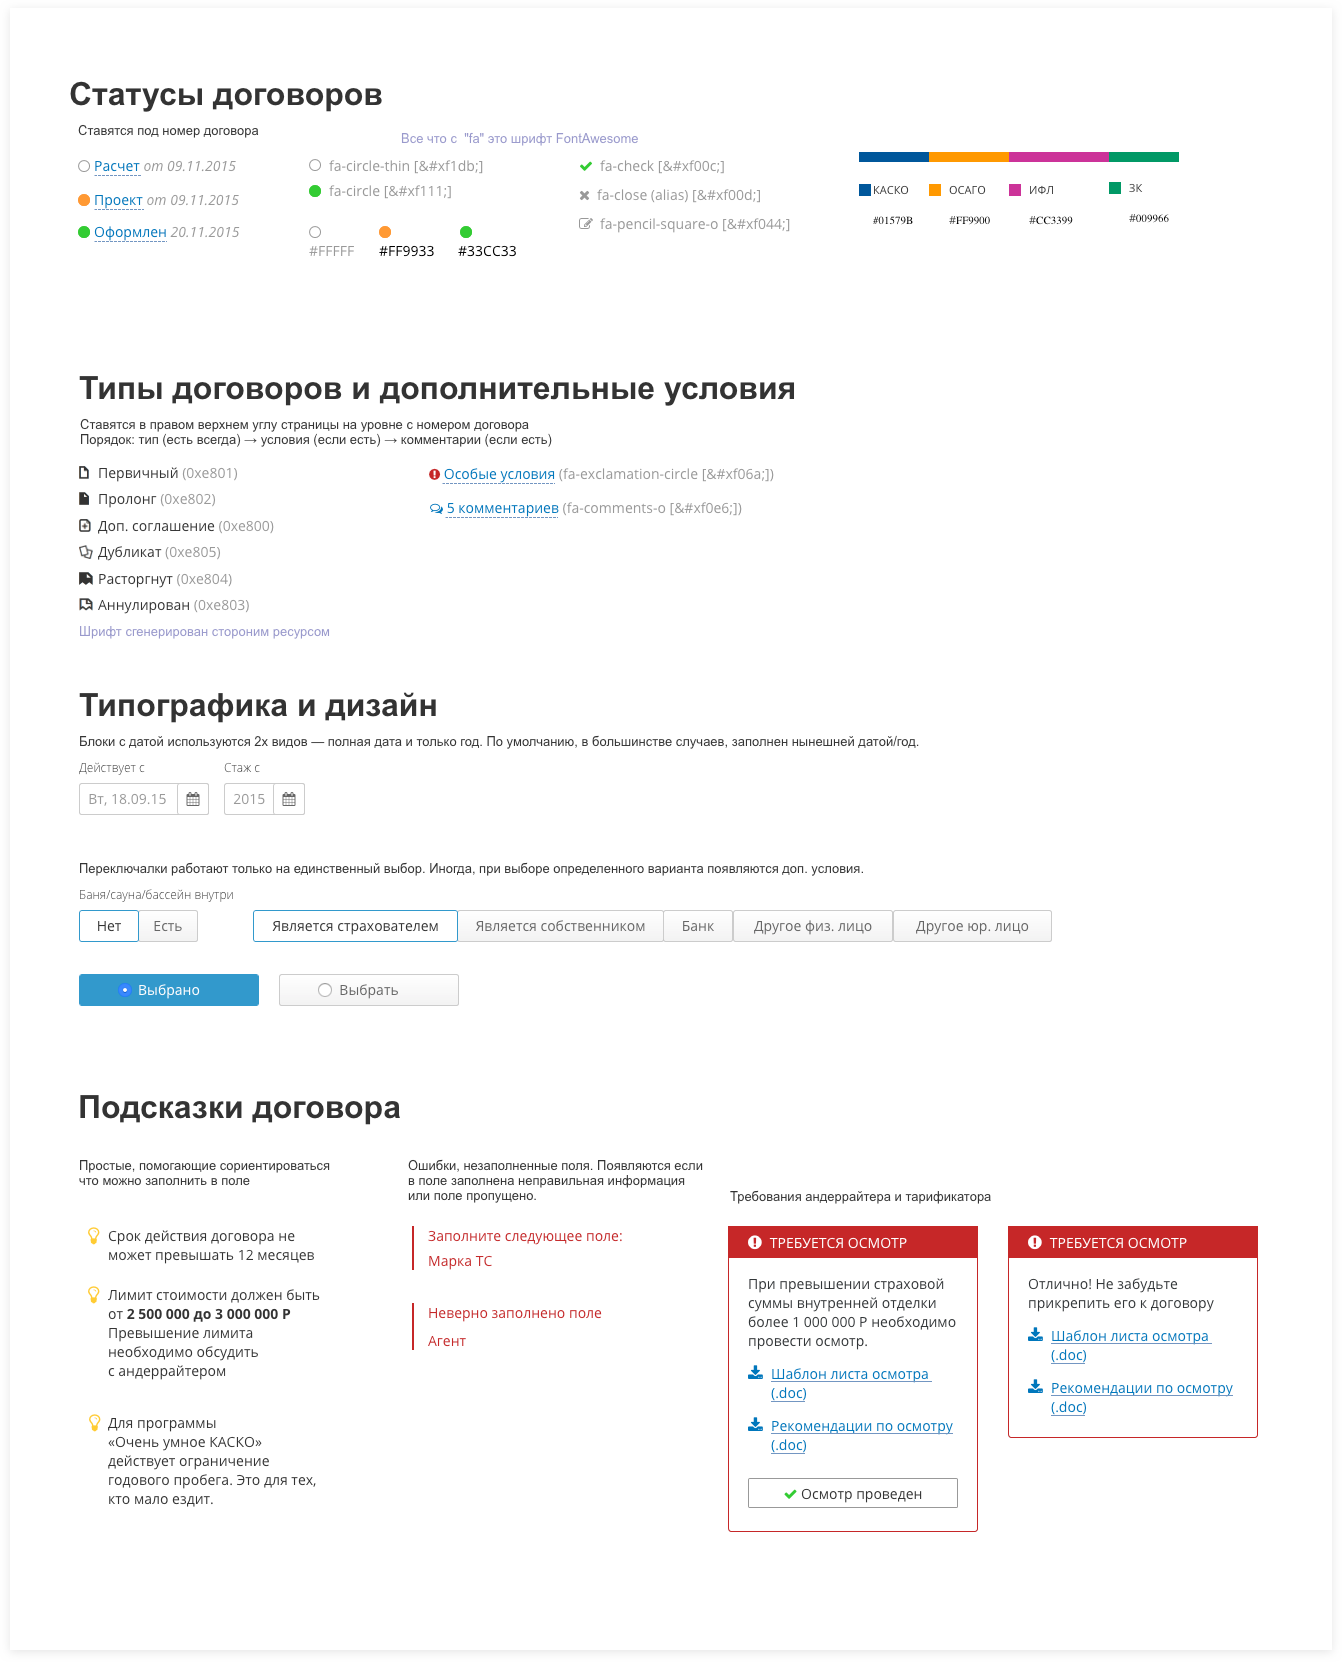 Статусы договоров
Ставятся под номер договора
Все что с "fa" это шрифт FontAwesome
Расчет от 09.11.2015
Проект от 09.11.2015
Оформлен 20.11.2015
fa-circle-thin [&#xf1db;]
fa-circle [&#xf111;]
#FFFFF
#FF9933
#33CC33
fa-check [&#xf00c;]
fa-close (alias) [&#xf00d;]
fa-pencil-square-o [&#xf044;]
КАСКО
ОСАГО
ИФЛ
ЗК
#01579B
#FF9900
#CC3399
#009966
Типы договоров и дополнительные условия
Ставятся в правом верхнем углу страницы на уровне с номером договора
Порядок: тип (есть всегда) → условия (если есть) → комментарии (если есть)
Первичный (0xe801)
Пролонг (0xe802)
Доп. соглашение (0xe800)
Дубликат (0xe805)
Расторгнут (0xe804)
Аннулирован (0xe803)
Шрифт сгенерирован стороним ресурсом
Особые условия (fa-exclamation-circle [&#xf06a;])
5 комментариев (fa-comments-o [&#xf0e6;])
Типографика и дизайн
Блоки с датой используются 2х видов — полная дата и только год. По умолчанию, в большинстве случаев, заполнен нынешней датой/год.
Действует с
Стаж с
Вт, 18.09.15
2015
Переключалки работают только на единственный выбор. Иногда, при выборе определенного варианта появляются доп. условия.
Баня/сауна/бассейн внутри
Нет
Есть
Является страхователем
Является собственником
Банк
Другое физ. лицо
Другое юр. лицо
Выбрано
Выбрать
Подсказки договора
Простые, помогающие сориентироваться
что можно заполнить в поле
Срок действия договора не
может превышать 12 месяцев
Лимит стоимости должен быть
от 2 500 000 до 3 000 000 Р
Превышение лимита
необходимо обсудить
с андеррайтером
Для программы
«Очень умное КАСКО»
действует ограничение
годового пробега. Это для тех,
кто мало ездит.
Ошибки, незаполненные поля. Появляются если
в поле заполнена неправильная информация
или поле пропущено.
Заполните следующее поле:
Марка ТС
Неверно заполнено поле
Агент
Требования андеррайтера и тарификатора
ТРЕБУЕТСЯ ОСМОТР
При превышении страховой
суммы внутренней отделки
более 1 000 000 Р необходимо
провести осмотр.
Шаблон листа осмотра
(.doc)
Рекомендации по осмотру
(.doc)
Осмотр проведен
ТРЕБУЕТСЯ ОСМОТР
Отлично! Не забудьте
прикрепить его к договору
Шаблон листа осмотра
(.doc)
Рекомендации по осмотру
(.doc)